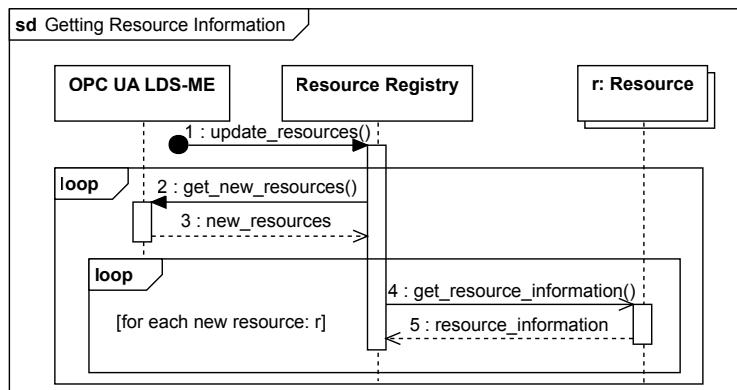 sd Getting Resource Information
OPC UA LDS-ME
Resource Registry
r: Resource
1 : update_resources()
loop
2 : get_new_resources()
3 : new_resources
loop
4 : get_resource_information()
[for each new resource: r]
5 : resource_information